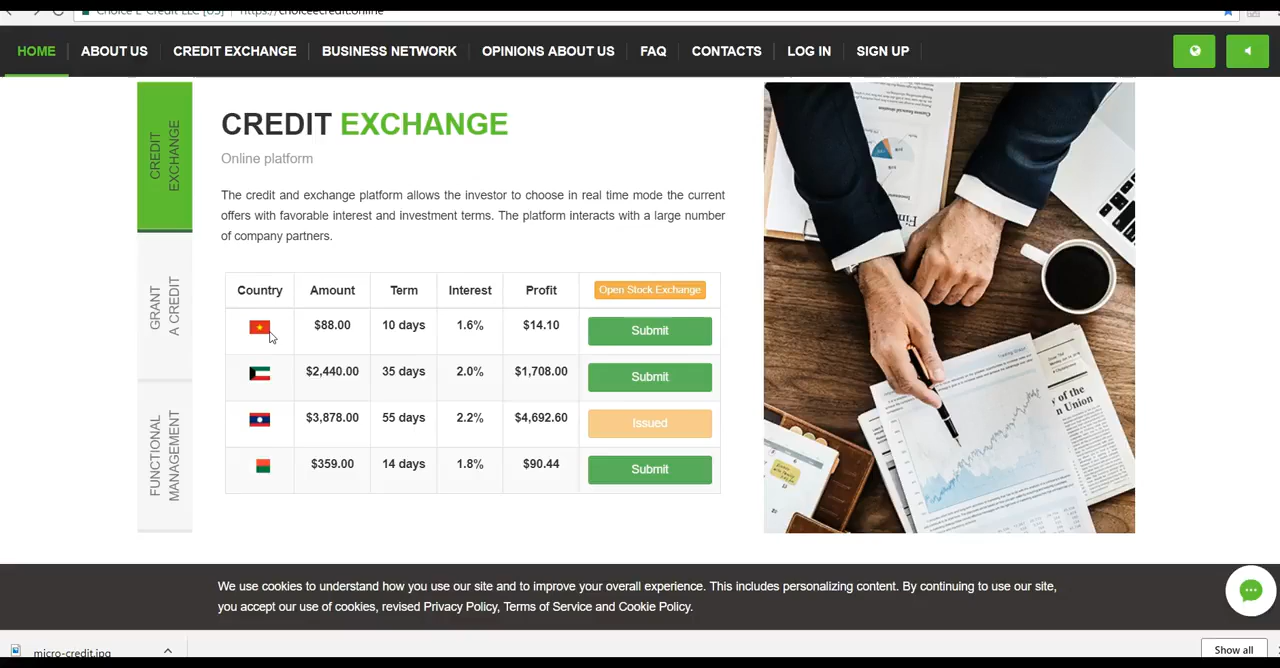 Choice E-Credit LLC [US] https://choiceecredit.online
HOME ABOUT US CREDIT EXCHANGE BUSINESS NETWORK OPINIONS ABOUT US FAQ CONTACTS LOG IN SIGN UP
CREDIT
EXCHANGE
GRANT
A CREDIT
FUNCTIONAL
MANAGEMENT
CREDIT EXCHANGE
Online platform
The credit and exchange platform allows the investor to choose in real time mode the current
offers with favorable interest and investment terms. The platform interacts with a large number
of company partners.
Country Amount Term Interest Profit Open Stock Exchange
$88.00 10 days 1.6% $14.10 Submit
$2,440.00 35 days 2.0% $1,708.00 Submit
$3,878.00 55 days 2.2% $4,692.60 Issued
$359.00 14 days 1.8% $90.44 Submit
We use cookies to understand how you use our site and to improve your overall experience. This includes personalizing content. By continuing to use our site,
you accept our use of cookies, revised Privacy Policy, Terms of Service and Cookie Policy.
micro-credit.jpg
Show all